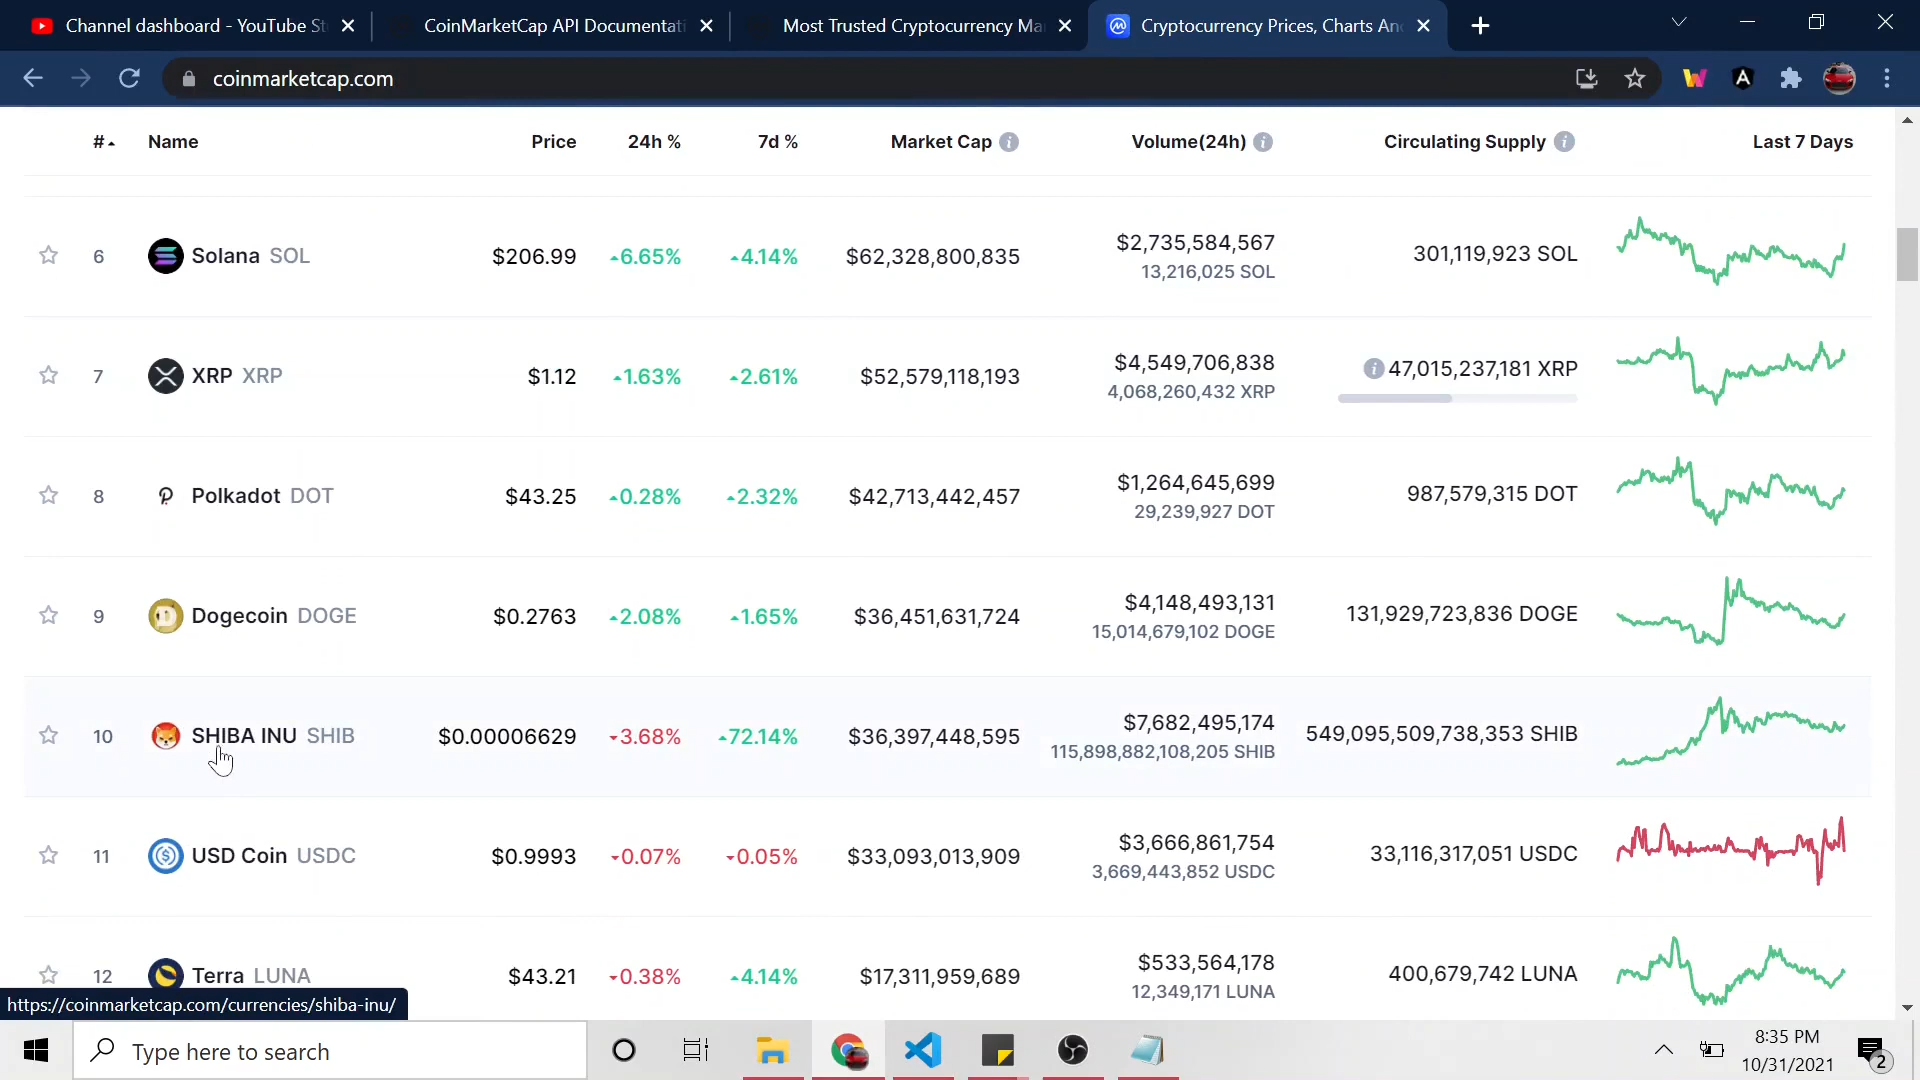 Channel dashboard - YouTube St
CoinMarketCap API Documentati
Most Trusted Cryptocurrency Ma
Cryptocurrency Prices, Charts An
coinmarketcap.com
# Name Price 24h % 7d % Market Cap Volume(24h) Circulating Supply Last 7 Days
6 Solana SOL $206.99 6.65% 4.14% $62,328,800,835 $2,735,584,567 301,119,923 SOL
13,216,025 SOL
7 XRP XRP $1.12 1.63% 2.61% $52,579,118,193 $4,549,706,838 47,015,237,181 XRP
4,068,260,432 XRP
8 Polkadot DOT $43.25 0.28% 2.32% $42,713,442,457 $1,264,645,699 987,579,315 DOT
29,239,927 DOT
9 Dogecoin DOGE $0.2763 2.08% 1.65% $36,451,631,724 $4,148,493,131 131,929,723,836 DOGE
15,014,679,102 DOGE
10 SHIBA INU SHIB $0.00006629 3.68% 72.14% $36,397,448,595 $7,682,495,174 549,095,509,738,353 SHIB
115,898,882,108,205 SHIB
11 USD Coin USDC $0.9993 0.07% 0.05% $33,093,013,909 $3,666,861,754 33,116,317,051 USDC
3,669,443,852 USDC
12 Terra LUNA $43.21 0.38% 4.14% $17,311,959,689 $533,564,178 400,679,742 LUNA
12,349,171 LUNA
https://coinmarketcap.com/currencies/shiba-inu/
Type here to search
8:35 PM
10/31/2021
2